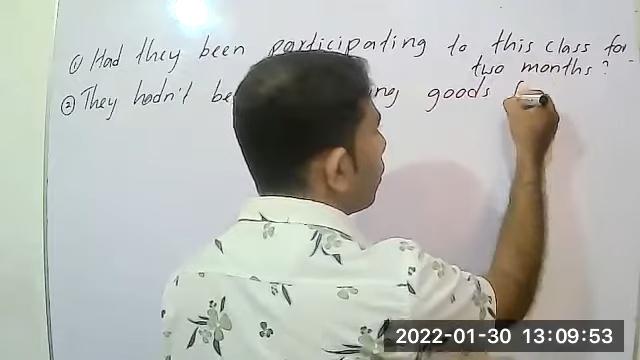 ① Had they been participating to this class for
two months?
② They hadn't be ing goods
2022-01-30 13:09:53